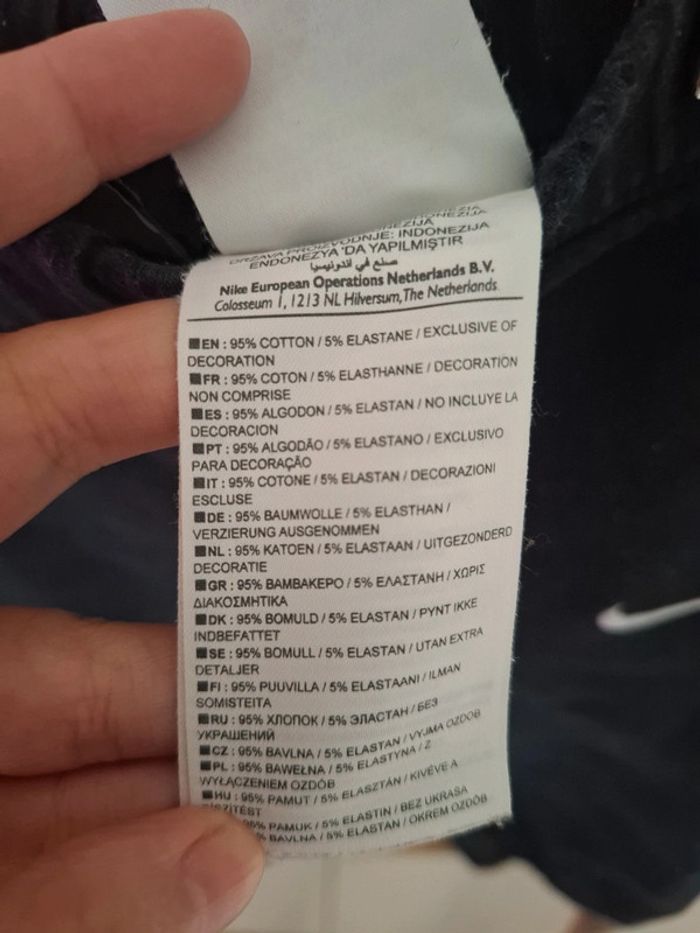 DRŽAVA PROIZVODNJE: INDONEZIJA
ENDONEZYA 'DA YAPILMIŞTIR
صنع في أندونيسيا
Nike European Operations Netherlands B.V.
Colosseum 1, 1213 NL Hilversum, The Netherlands
EN : 95% COTTON / 5% ELASTANE / EXCLUSIVE OF
DECORATION
FR : 95% COTON / 5% ELASTHANNE / DECORATION
NON COMPRISE
ES : 95% ALGODON / 5% ELASTAN / NO INCLUYE LA
DECORACION
PT : 95% ALGODÃO / 5% ELASTANO / EXCLUSIVO
PARA DECORAÇÃO
IT : 95% COTONE / 5% ELASTAN / DECORAZIONI
ESCLUSE
DE : 95% BAUMWOLLE / 5% ELASTHAN /
VERZIERUNG AUSGENOMMEN
NL : 95% KATOEN / 5% ELASTAAN / UITGEZONDERD
DECORATIE
GR : 95% ΒΑΜΒΑΚΕΡΟ / 5% ΕΛΑΣΤΑΝΗ / ΧΩΡΙΣ
ΔΙΑΚΟΣΜΗΤΙΚΑ
DK : 95% BOMULD / 5% ELASTAN / PYNT IKKE
INDBEFATTET
SE : 95% BOMULL / 5% ELASTAN / UTAN EXTRA
DETALJER
FI : 95% PUUVILLA / 5% ELASTAANI / ILMAN
SOMISTEITA
RU : 95% ХЛОПОК / 5% ЭЛАСТАН / БЕЗ
УКРАШЕНИЙ
CZ : 95% BAVLNA / 5% ELASTAN / VYJMA OZDOB
PL : 95% BAWEŁNA / 5% ELASTYNA / Z
WYŁĄCZENIEM OZDÓB
HU : 95% PAMUT / 5% ELASZTÁN / KIVÉVE A
95% PAMUK / 5% ELASTIN / BEZ UKRASA
% BAVLNA / 5% ELASTAN / OKREM OZDÔB